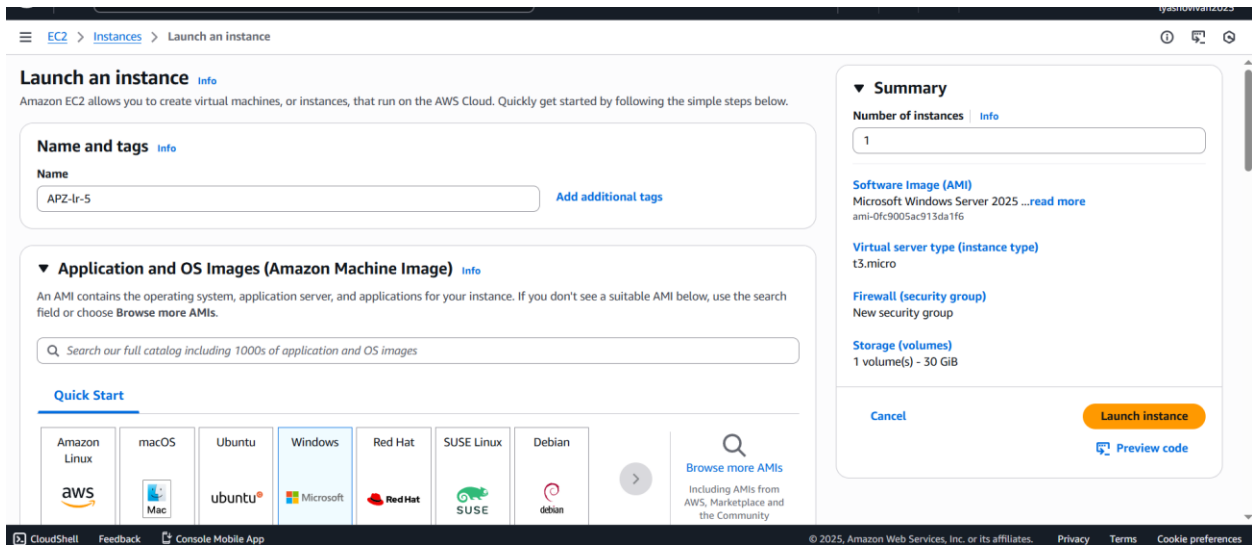 EC2 > Instances > Launch an instance
Launch an instance Info
Amazon EC2 allows you to create virtual machines, or instances, that run on the AWS Cloud. Quickly get started by following the simple steps below.
Name and tags Info
Name
APZ-lr-5
Add additional tags
▼ Application and OS Images (Amazon Machine Image) Info
An AMI contains the operating system, application server, and applications for your instance. If you don't see a suitable AMI below, use the search
field or choose Browse more AMIs.
Search our full catalog including 1000s of application and OS images
Quick Start
Amazon
Linux
aws
macOS
Mac
Ubuntu
ubuntu®
Windows
Microsoft
Red Hat
Red Hat
SUSE Linux
SUSE
Debian
debian
Browse more AMIs
Including AMIs from
AWS, Marketplace and
the Community
▼ Summary
Number of instances Info
1
Software Image (AMI)
Microsoft Windows Server 2025 ...read more
ami-0fc9005ac913da1f6
Virtual server type (instance type)
t3.micro
Firewall (security group)
New security group
Storage (volumes)
1 volume(s) - 30 GiB
Cancel
Launch instance
Preview code
CloudShell Feedback Console Mobile App
© 2025, Amazon Web Services, Inc. or its affiliates. Privacy Terms Cookie preferences